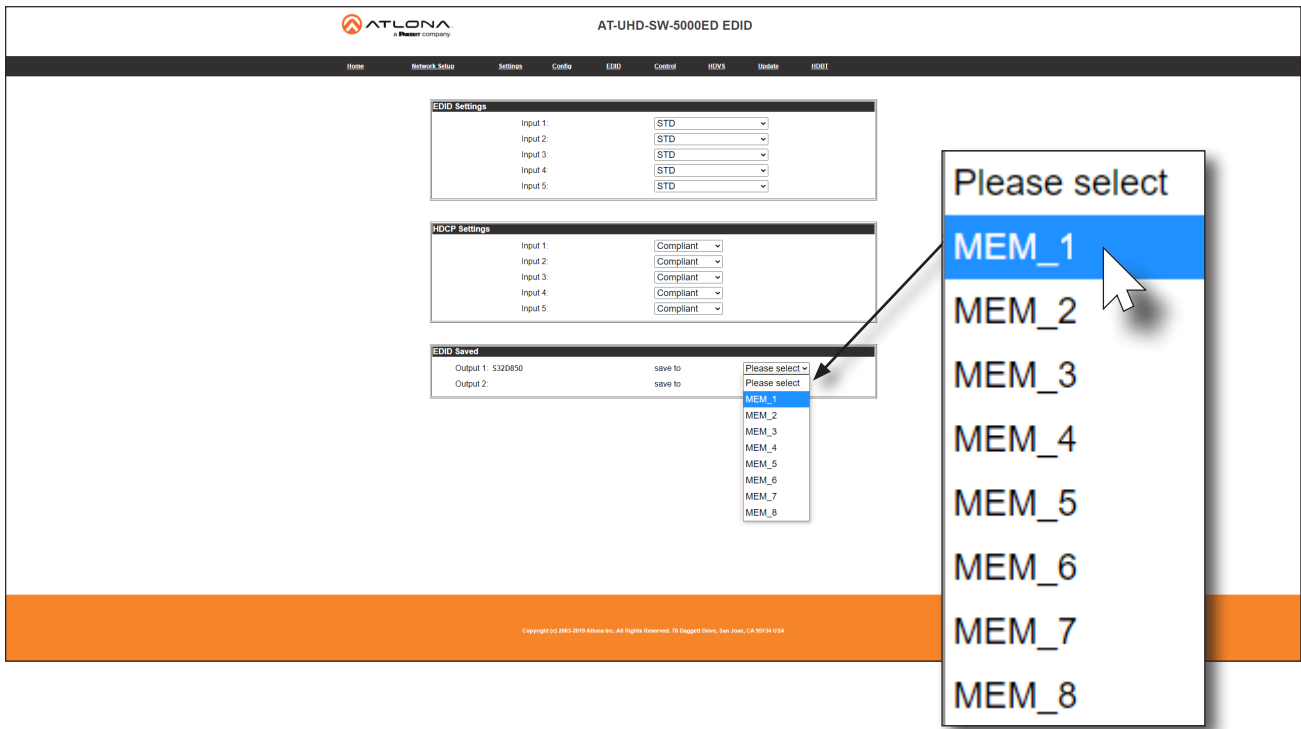 ATLONA
a PANDUIT company
AT-UHD-SW-5000ED EDID
Home Network Setup Settings Config EDID Control HDVS Update HDBT
EDID Settings
Input 1: STD
Input 2: STD
Input 3: STD
Input 4: STD
Input 5: STD
HDCP Settings
Input 1: Compliant
Input 2: Compliant
Input 3: Compliant
Input 4: Compliant
Input 5: Compliant
EDID Saved
Output 1: S32D850 save to Please select
Output 2: save to
Please select
MEM_1
MEM_2
MEM_3
MEM_4
MEM_5
MEM_6
MEM_7
MEM_8
Please select
MEM_1
MEM_2
MEM_3
MEM_4
MEM_5
MEM_6
MEM_7
MEM_8
Copyright (c) 2003-2019 Atlona Inc. All Rights Reserved. 70 Daggett Drive, San Jose, CA 95134 USA